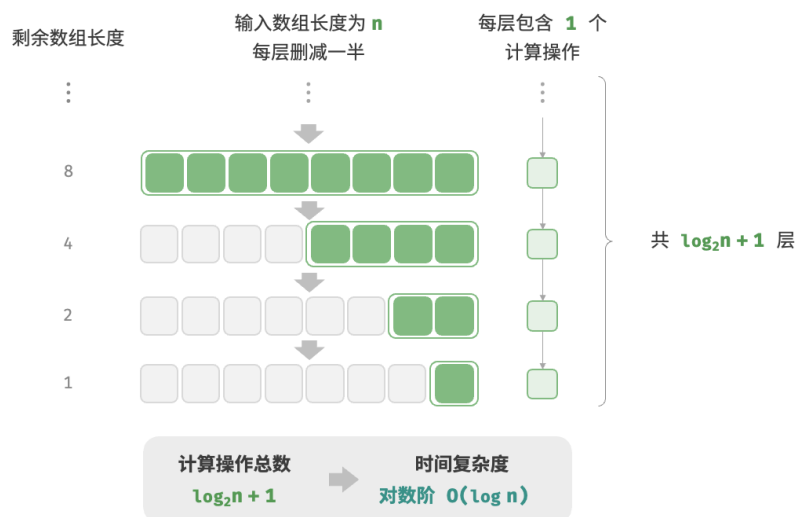 剩余数组长度
输入数组长度为 n
每层删减一半
每层包含 1 个
计算操作
8
4
2
1
共 log₂n + 1 层
计算操作总数
log₂n + 1
时间复杂度
对数阶 O(log n)